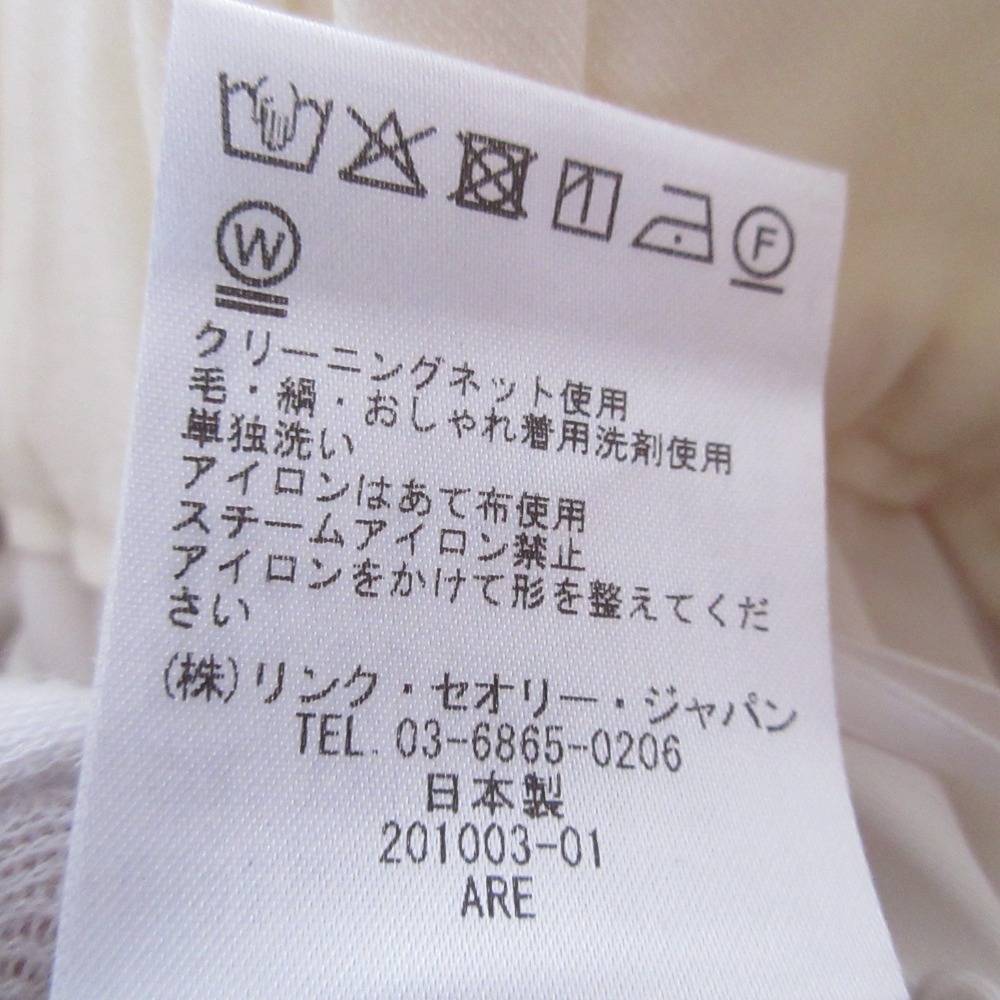 F
W
クリーニングネット使用
毛・絹・おしゃれ着用洗剤使用
単独洗い
アイロンはあて布使用
スチームアイロン禁止
アイロンをかけて形を整えてくだ
さい
(株)リンク・セオリー・ジャパン
TEL. 03-6865-0206
日本製
201003-01
ARE